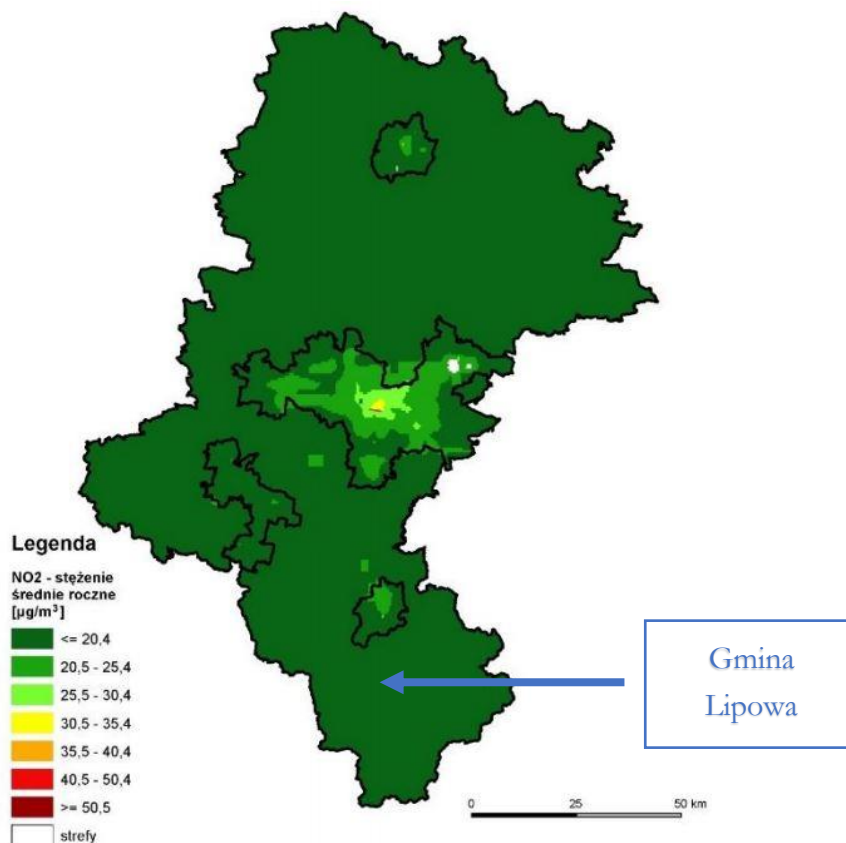 Legenda
NO2 - stężenie
średnie roczne
[µg/m³]
<= 20,4
20,5 - 25,4
25,5 - 30,4
30,5 - 35,4
35,5 - 40,4
40,5 - 50,4
>= 50,5
strefy
Gmina
Lipowa
0 25 50 km